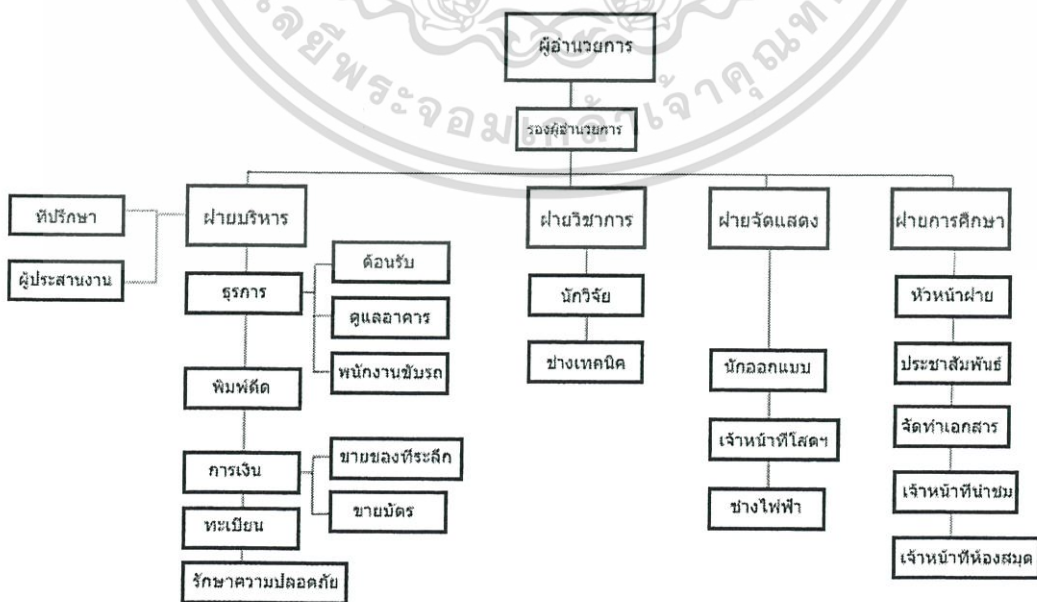 ผู้อำนวยการ
รองผู้อำนวยการ
ฝ่ายบริหาร
ฝ่ายวิชาการ
ฝ่ายจัดแสดง
ฝ่ายการศึกษา
ที่ปรึกษา
ผู้ประสานงาน
ธุรการ
ต้อนรับ
ดูแลอาคาร
พนักงานขับรถ
พิมพ์ดีด
การเงิน
ขายของที่ระลึก
ขายบัตร
ทะเบียน
รักษาความปลอดภัย
นักวิจัย
ช่างเทคนิค
นักออกแบบ
เจ้าหน้าที่โสตฯ
ช่างไฟฟ้า
หัวหน้าฝ่าย
ประชาสัมพันธ์
จัดทำเอกสาร
เจ้าหน้าที่นำชม
เจ้าหน้าที่ห้องสมุด